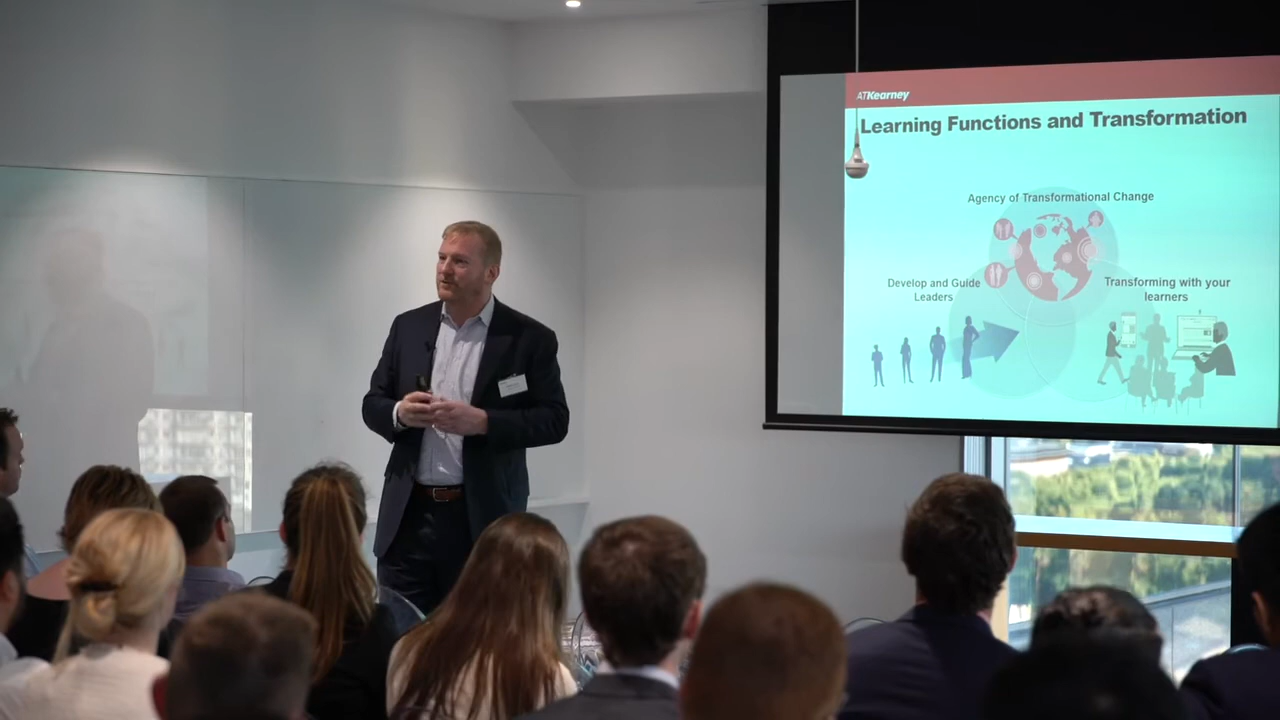 ATKearney
Learning Functions and Transformation
Agency of Transformational Change
Develop and Guide
Leaders
Transforming with your
learners